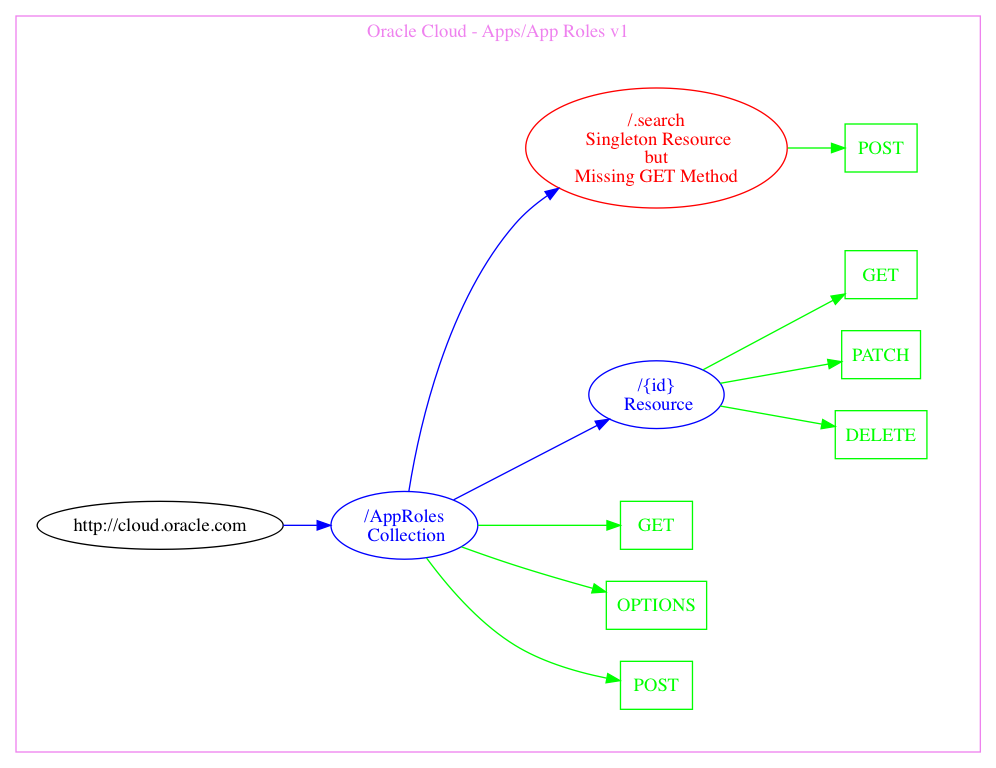 Oracle Cloud - Apps/App Roles v1
/.search
Singleton Resource
but
Missing GET Method
POST
GET
/{id}
Resource
PATCH
DELETE
http://cloud.oracle.com
/AppRoles
Collection
GET
OPTIONS
POST